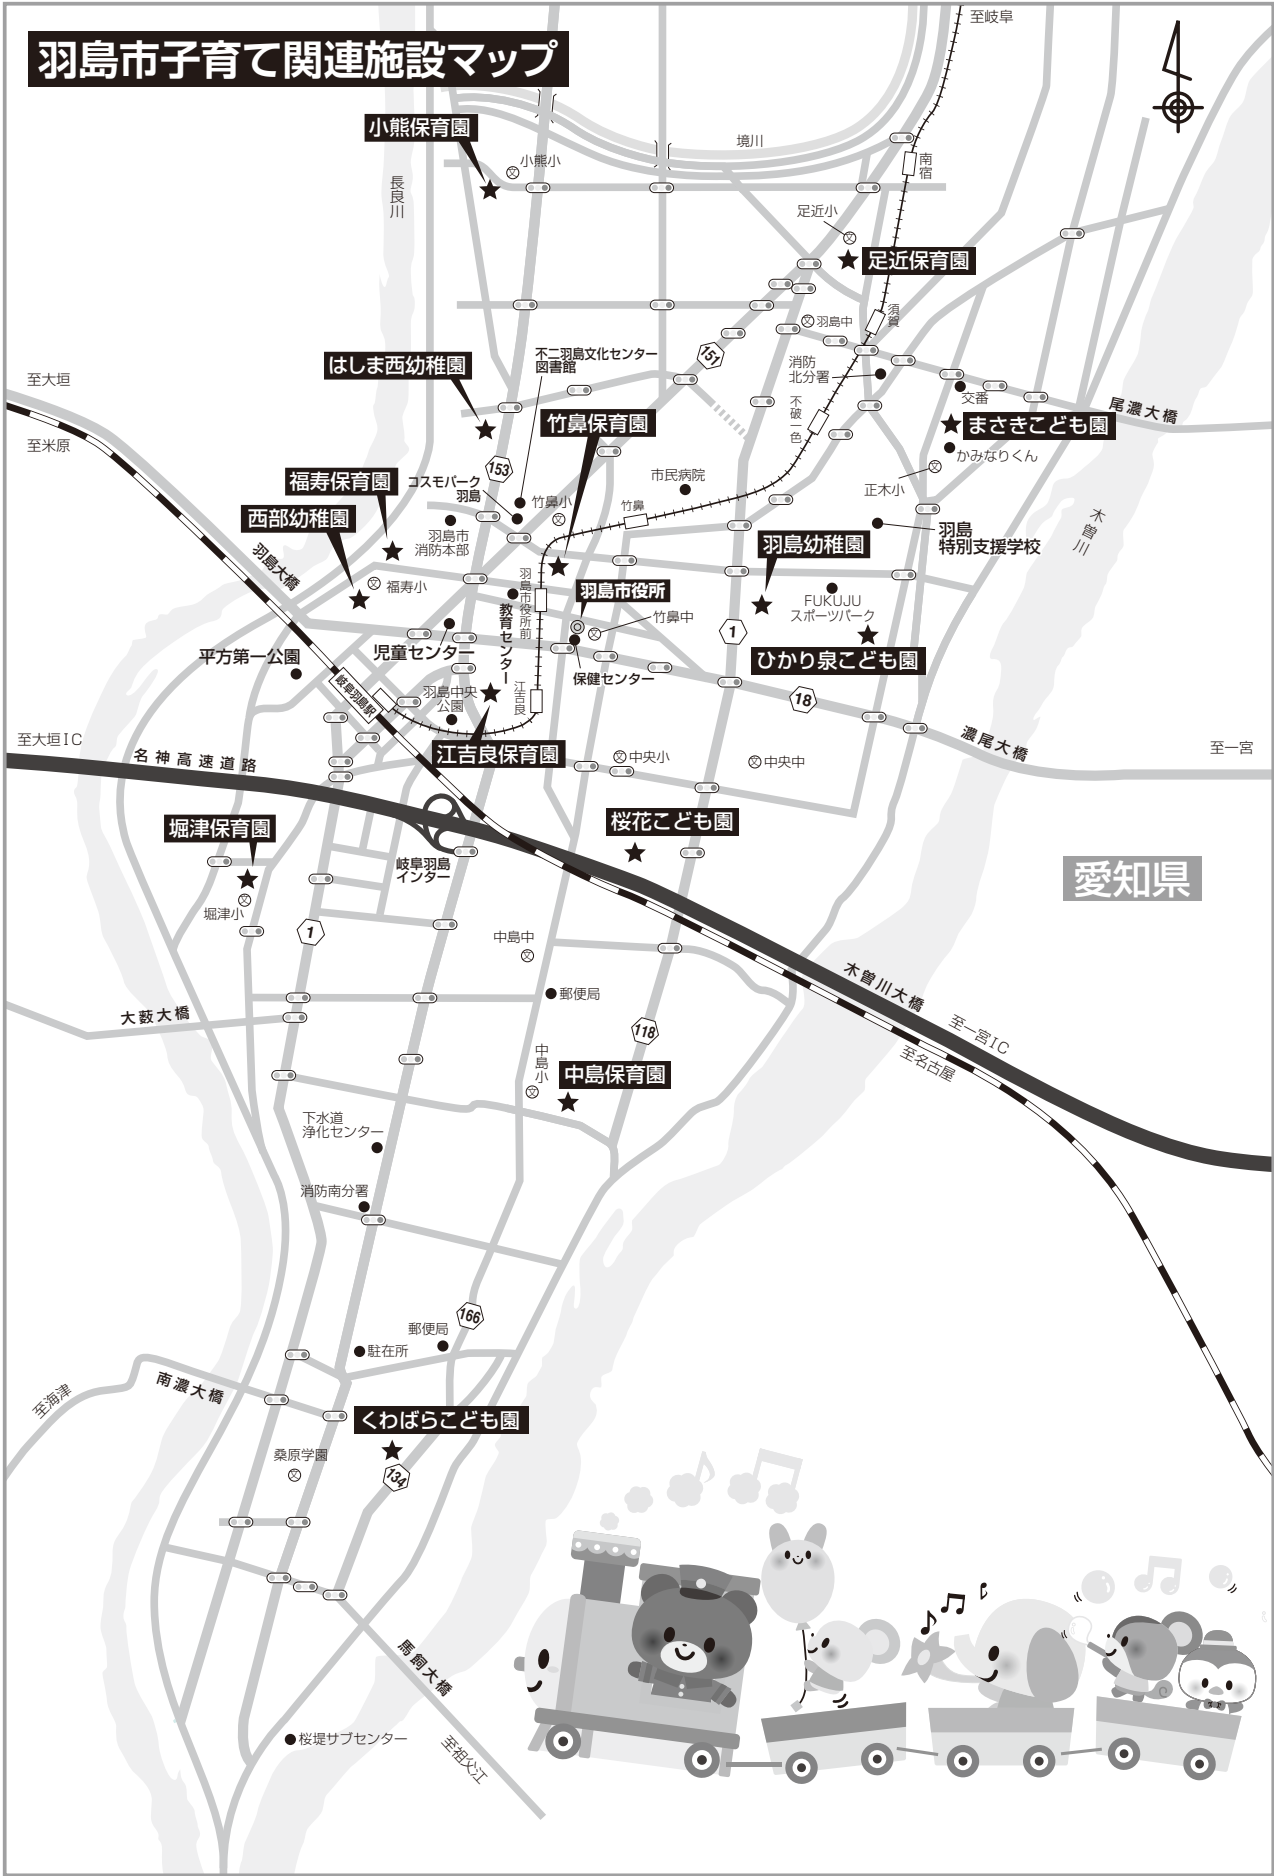 羽島市子育て関連施設マップ
至岐阜
小熊保育園
小熊小
境川
南宿
長良川
足近小
足近保育園
須賀
羽島中
151
不二羽島文化センター
図書館
はしま西幼稚園
消防
北分署
至大垣
不破一色
交番
尾濃大橋
竹鼻保育園
まさきこども園
至米原
かみなりくん
153
市民病院
正木小
福寿保育園
コスモパーク
羽島
竹鼻小
竹鼻
木曽川
西部幼稚園
羽島市
消防本部
羽島
特別支援学校
羽島幼稚園
羽島大橋
福寿小
羽島市役所前
羽島市役所
FUKUJU
スポーツパーク
教育センター
竹鼻中
1
児童センター
平方第一公園
ひかり泉こども園
保健センター
岐阜羽島駅
羽島中央
公園
江吉良
18
至大垣IC
名神高速道路
江吉良保育園
中央小
中央中
濃尾大橋
至一宮
堀津保育園
桜花こども園
岐阜羽島
インター
愛知県
堀津小
1
中島中
木曽川大橋
郵便局
大薮大橋
118
至一宮IC
至名古屋
中島小
中島保育園
下水道
浄化センター
消防南分署
166
郵便局
駐在所
南濃大橋
至海津
くわばらこども園
桑原学園
134
馬飼大橋
桜堤サブセンター
至祖父江